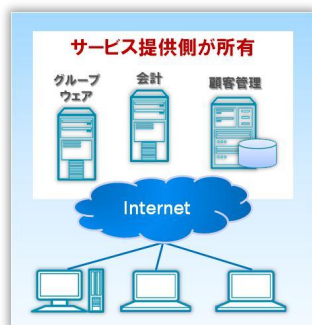 サービス提供側が所有
グループ
ウェア
会計
顧客管理
Internet